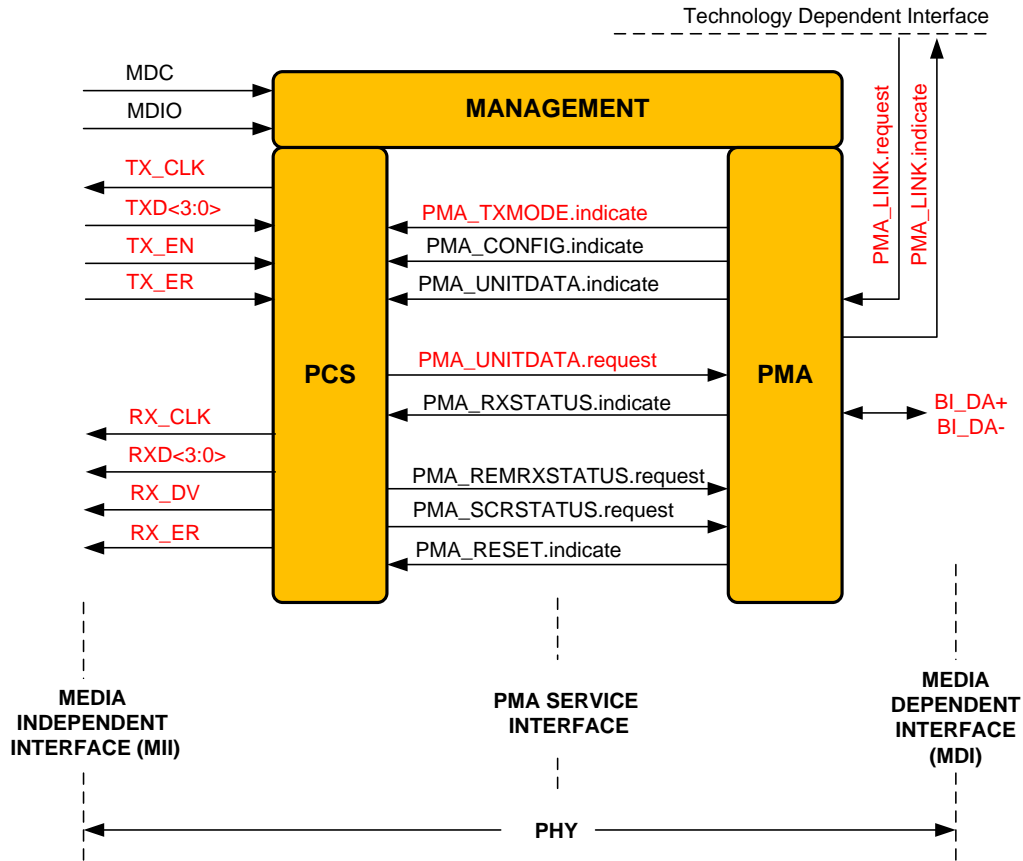 Technology Dependent Interface
MDC
MDIO
MANAGEMENT
PMA_LINK.request
PMA_LINK.indicate
TX_CLK
TXD<3:0>
TX_EN
TX_ER
PMA_TXMODE.indicate
PMA_CONFIG.indicate
PMA_UNITDATA.indicate
PCS
PMA_UNITDATA.request
PMA
PMA_RXSTATUS.indicate
BI_DA+
BI_DA-
RX_CLK
RXD<3:0>
RX_DV
RX_ER
PMA_REMRXSTATUS.request
PMA_SCRSTATUS.request
PMA_RESET.indicate
MEDIA
INDEPENDENT
INTERFACE (MII)
PMA SERVICE
INTERFACE
MEDIA
DEPENDENT
INTERFACE
(MDI)
PHY